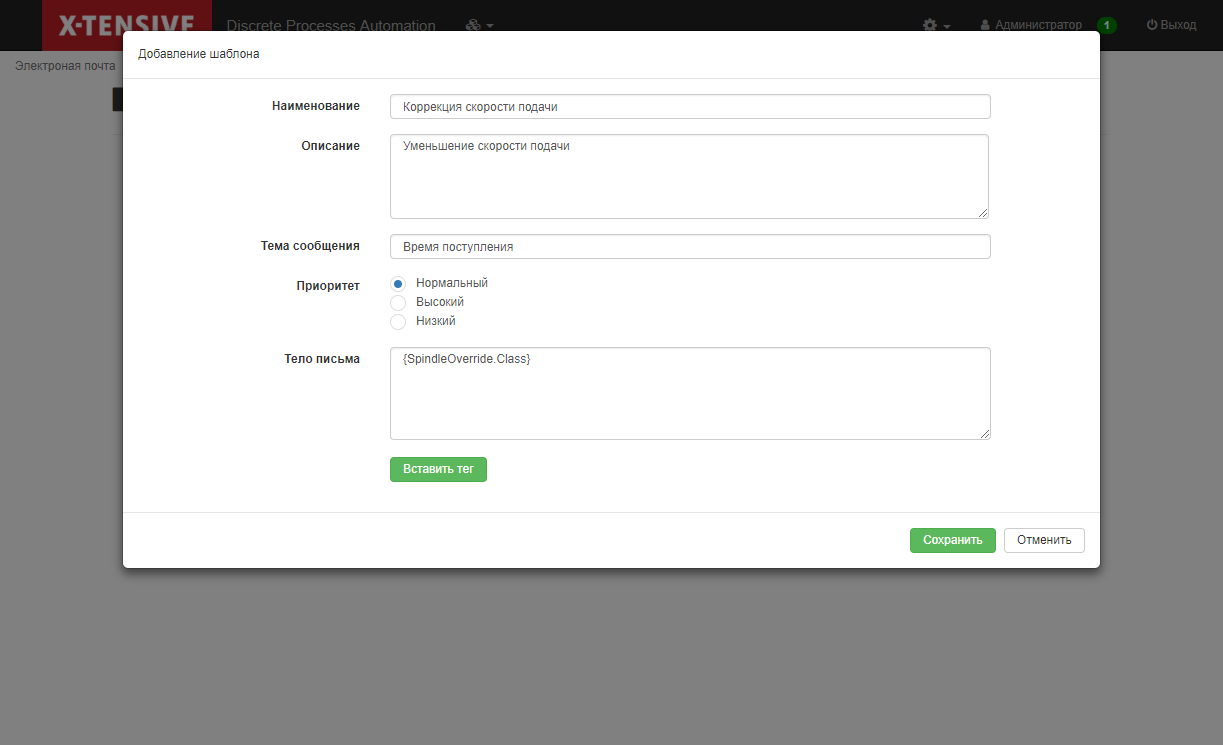 X-TENSIVE Discrete Processes Automation Администратор 1 Выход
Электроная почта
Добавление шаблона
Наименование Коррекция скорости подачи
Описание Уменьшение скорости подачи
Тема сообщения Время поступления
Приоритет Нормальный
Высокий
Низкий
Тело письма {SpindleOverride.Class}
Вставить тег
Сохранить Отменить